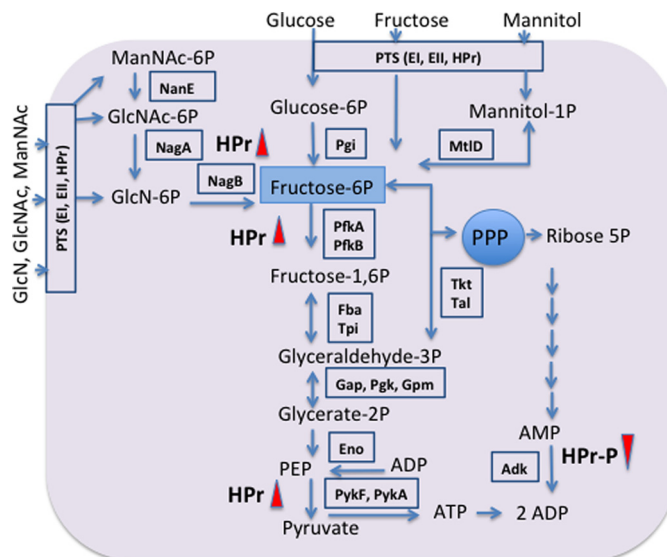 Glucose
Fructose
Mannitol
PTS (EI, EII, HPr)
ManNAc-6P
NanE
GlcNAc-6P
Glucose-6P
Mannitol-1P
NagA
HPr
Pgi
MtlD
GlcN, GlcNAc, ManNAc
PTS (EI, EII, HPr)
GlcN-6P
NagB
Fructose-6P
HPr
PfkA
PfkB
PPP
Ribose 5P
Fructose-1,6P
Fba
Tpi
Tkt
Tal
Glyceraldehyde-3P
Gap, Pgk, Gpm
Glycerate-2P
AMP
Eno
HPr-P
PEP
ADP
Adk
HPr
PykF, PykA
Pyruvate
ATP
2 ADP